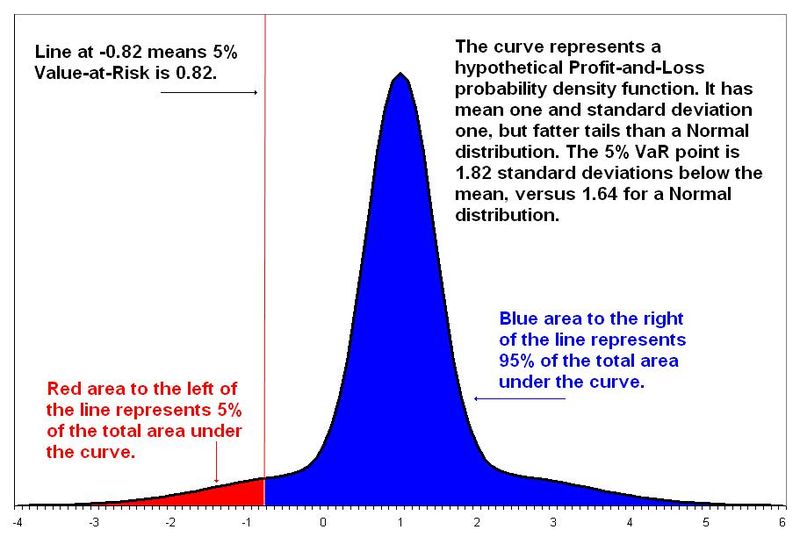 Line at -0.82 means 5%
Value-at-Risk is 0.82.
The curve represents a
hypothetical Profit-and-Loss
probability density function. It has
mean one and standard deviation
one, but fatter tails than a Normal
distribution. The 5% VaR point is
1.82 standard deviations below the
mean, versus 1.64 for a Normal
distribution.
Blue area to the right
of the line represents
95% of the total area
under the curve.
Red area to the left of
the line represents 5%
of the total area under
the curve.
-4 -3 -2 -1 0 1 2 3 4 5 6